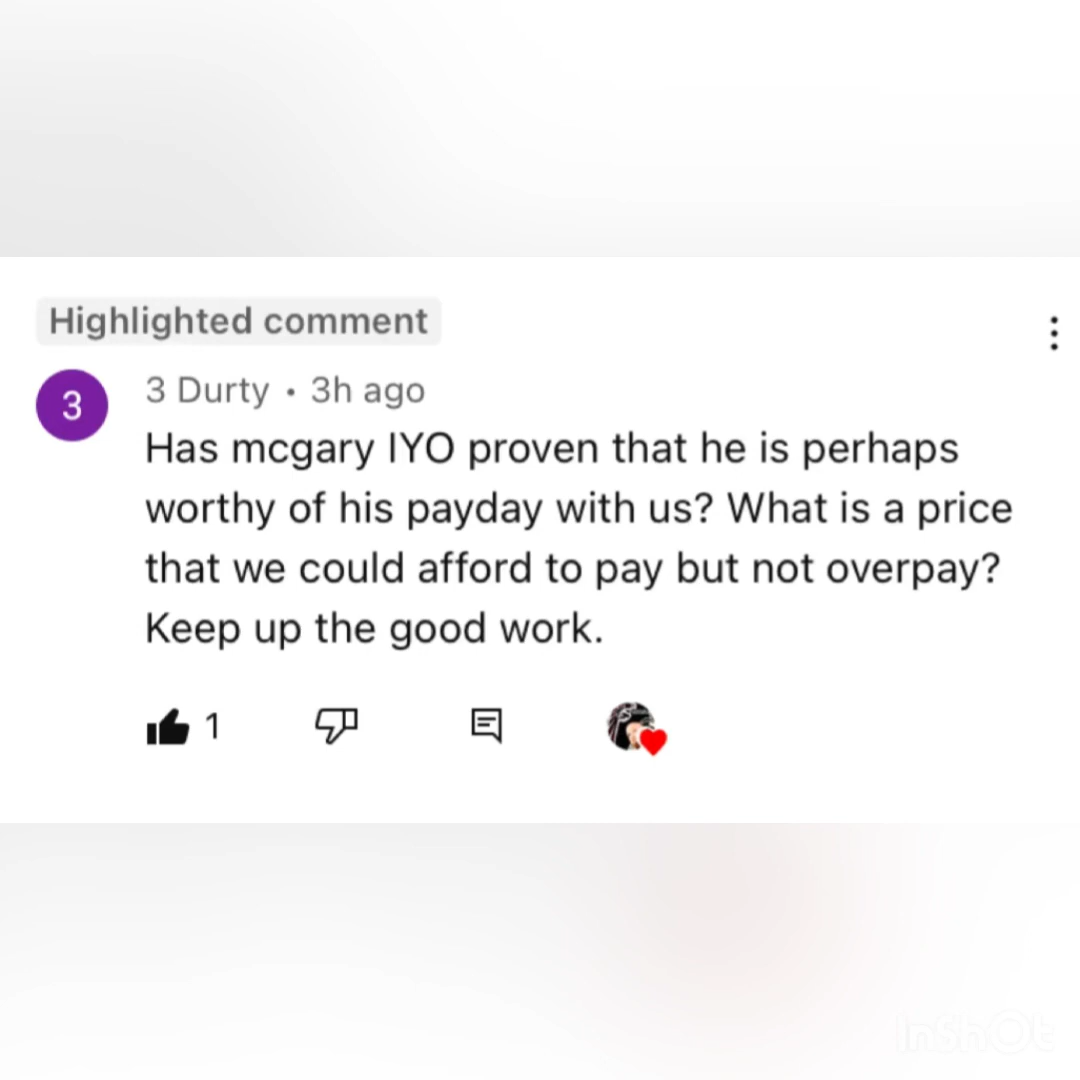 Highlighted comment
3
3 Durty • 3h ago
Has mcgary IYO proven that he is perhaps
worthy of his payday with us? What is a price
that we could afford to pay but not overpay?
Keep up the good work.
1
InShOt